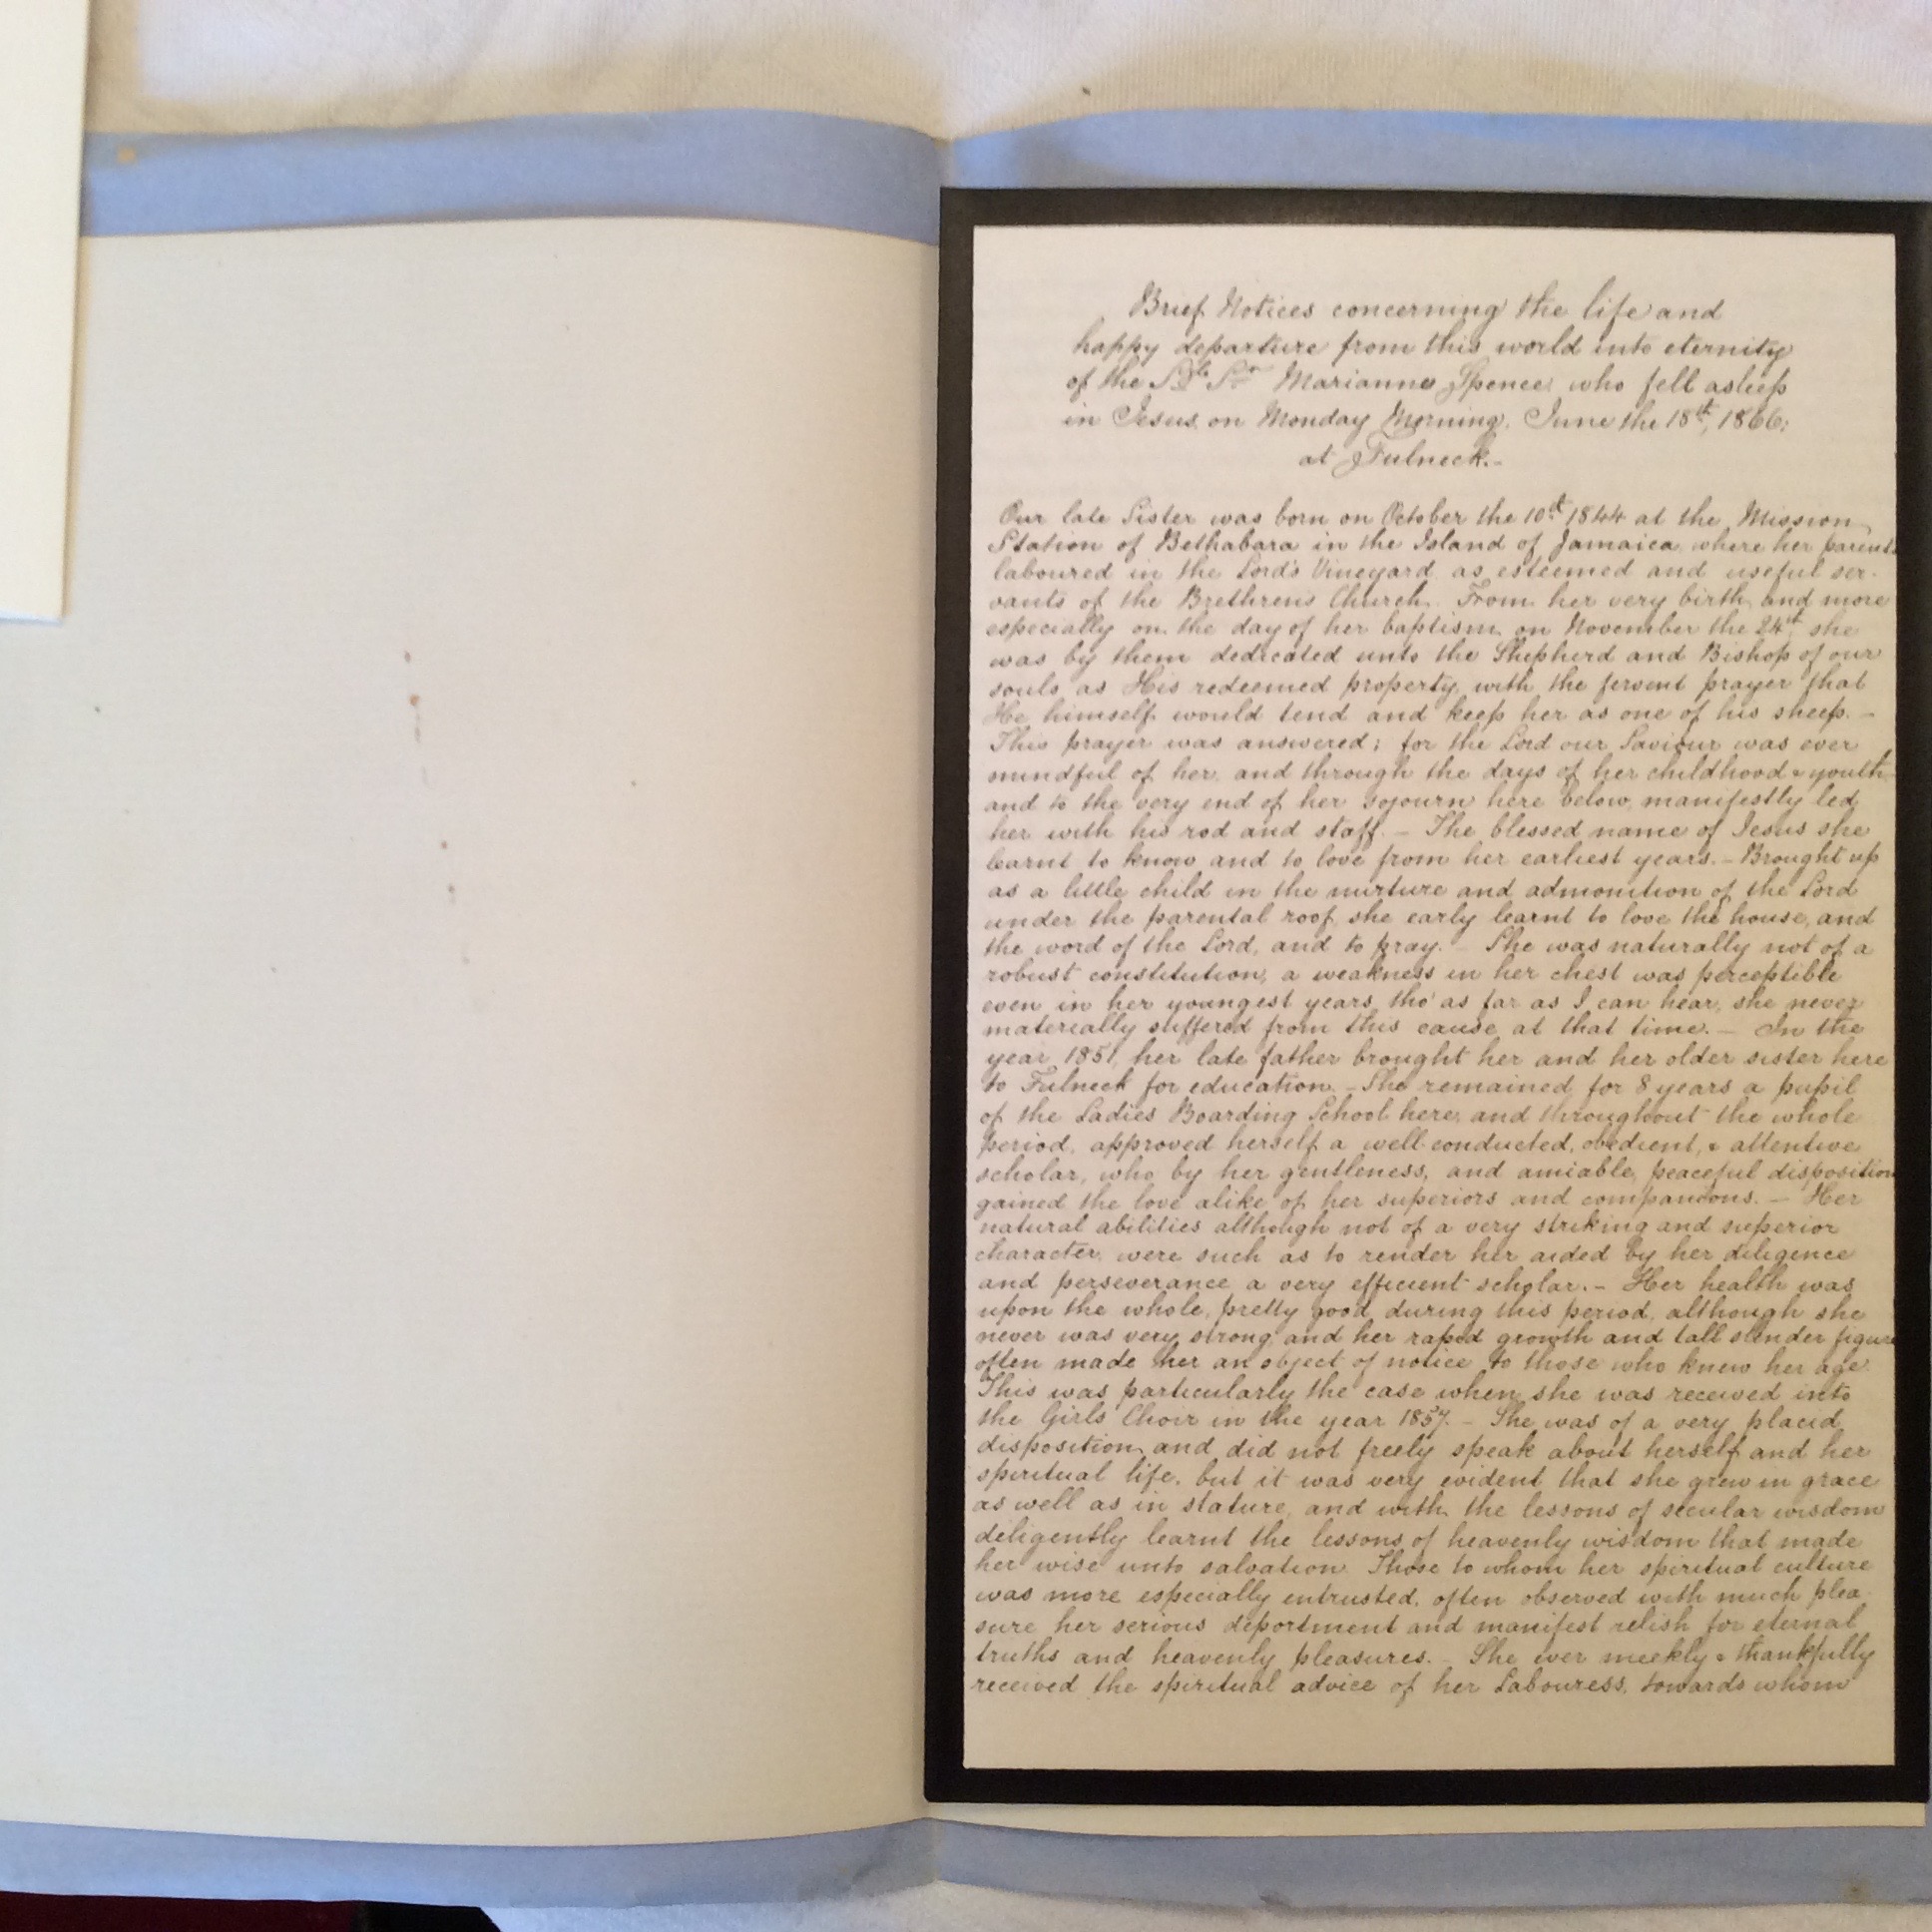 Brief Notices concerning the life and
happy departure from this world into eternity
of the Sgle Sr Marianne Spence who fell asleep
in Jesus on Monday Morning, June the 18th, 1866,
at Fulneck.-
Our late Sister was born on October the 10th 1844 at the Mission
Station of Bethabara in the Island of Jamaica where her parents
laboured in the Lord's Vineyard as esteemed and useful ser-
vants of the Brethren's Church. From her very birth, and more
especially on the day of her baptism on November the 24th she
was by them dedicated unto the Shepherd and Bishop of our
souls, as His redeemed property, with the fervent prayer that
He himself would tend and keep her as one of his sheep. -
This prayer was answered; for the Lord our Saviour was ever
mindful of her, and through the days of her childhood & youth
and to the very end of her sojourn here below, manifestly led
her with his rod and staff. - The blessed name of Jesus she
learnt to know and to love from her earliest years. - Brought up
as a little child in the nurture and admonition of the Lord
under the parental roof, she early learnt to love the house, and
the word of the Lord, and to pray. - She was naturally not of a
robust constitution, a weakness in her chest was perceptible
even in her youngest years, tho' as far as I can hear, she never
materially suffered from this cause at that time. - In the
year 1851, her late father brought her and her older sister here
to Fulneck for education. - She remained for 8 years a pupil
of the Ladies Boarding School here, and throughout the whole
period, approved herself a well-conducted, obedient, & attentive
scholar, who by her gentleness, and amiable, peaceful disposition
gained the love alike of her superiors and companions. - Her
natural abilities although not of a very striking and superior
character, were such as to render her aided by her diligence
and perseverance a very efficient scholar. - Her health was
upon the whole, pretty good during this period, although she
never was very strong, and her rapid growth and tall slender figure
often made her an object of notice to those who knew her age.
This was particularly the case when she was received into
the Girls Choir in the year 1857. - She was of a very placid
disposition, and did not freely speak about herself and her
spiritual life, but it was very evident that she grew in grace
as well as in stature, and with the lessons of secular wisdom
diligently learnt the lessons of heavenly wisdom that made
her wise unto salvation. Those to whom her spiritual culture
was more especially entrusted, often observed with much plea-
sure her serious deportment and manifest relish for eternal
truths and heavenly pleasures. - She ever meekly & thankfully
received the spiritual advice of her Labouress, towards whom